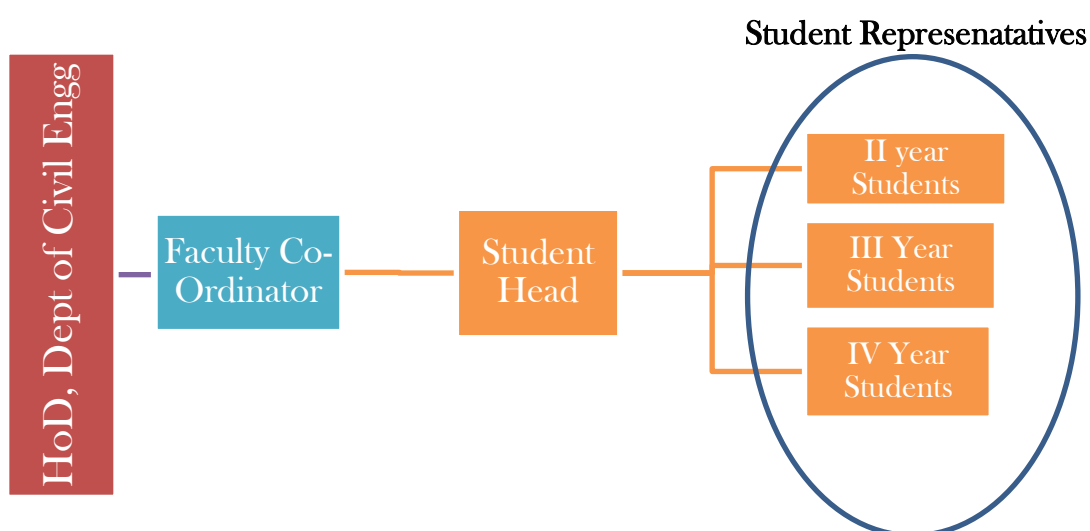 Student Represenatatives
HoD, Dept of Civil Engg
Faculty Co-
Ordinator
Student
Head
II year
Students
III Year
Students
IV Year
Students